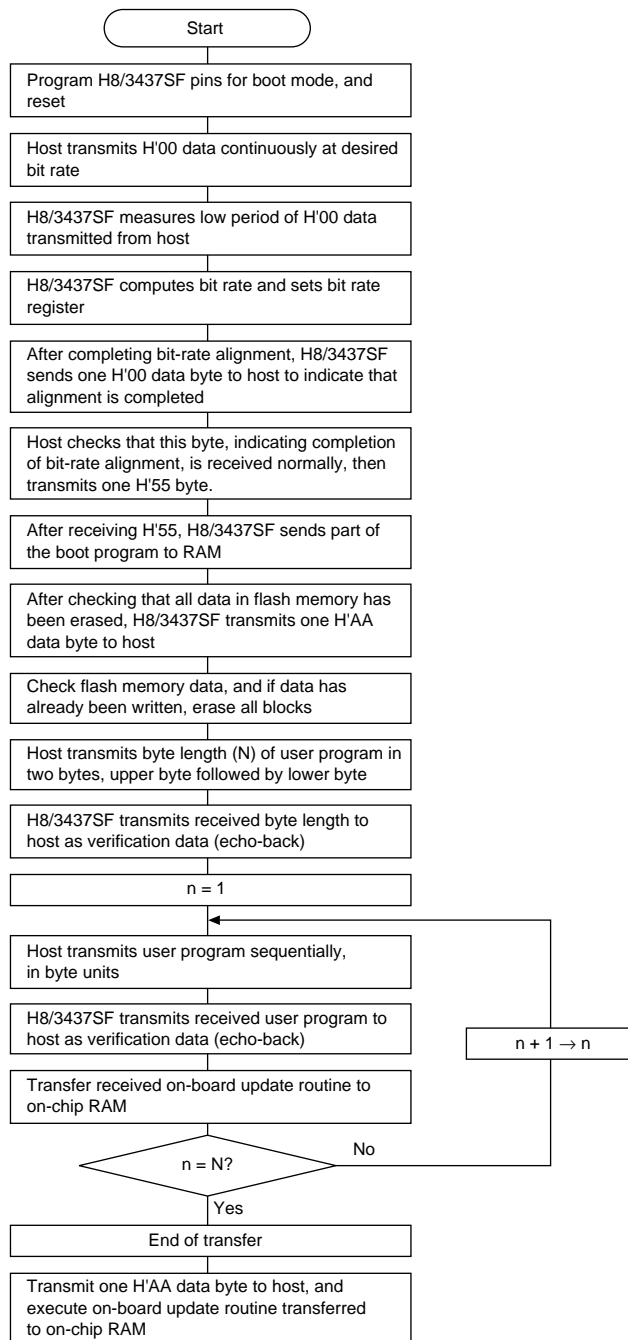 Start
Program H8/3437SF pins for boot mode, and
reset
Host transmits H'00 data continuously at desired
bit rate
H8/3437SF measures low period of H'00 data
transmitted from host
H8/3437SF computes bit rate and sets bit rate
register
After completing bit-rate alignment, H8/3437SF
sends one H'00 data byte to host to indicate that
alignment is completed
Host checks that this byte, indicating completion
of bit-rate alignment, is received normally, then
transmits one H'55 byte.
After receiving H'55, H8/3437SF sends part of
the boot program to RAM
After checking that all data in flash memory has
been erased, H8/3437SF transmits one H'AA
data byte to host
Check flash memory data, and if data has
already been written, erase all blocks
Host transmits byte length (N) of user program in
two bytes, upper byte followed by lower byte
H8/3437SF transmits received byte length to
host as verification data (echo-back)
n = 1
Host transmits user program sequentially,
in byte units
H8/3437SF transmits received user program to
host as verification data (echo-back)
n + 1 → n
Transfer received on-board update routine to
on-chip RAM
n = N?
No
Yes
End of transfer
Transmit one H'AA data byte to host, and
execute on-board update routine transferred
to on-chip RAM